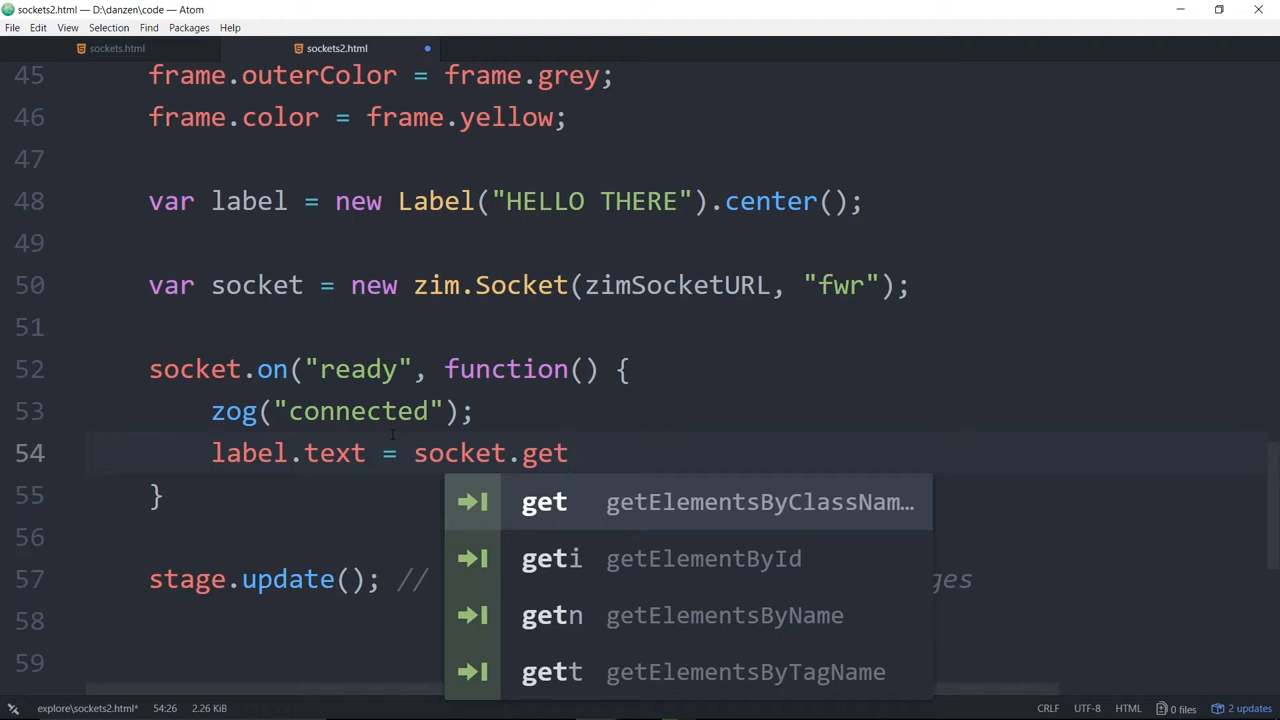 sockets2.html — D:\danzen\code — Atom
File Edit View Selection Find Packages Help
sockets.html sockets2.html
45 frame.outerColor = frame.grey;
46 frame.color = frame.yellow;
47
48 var label = new Label("HELLO THERE").center();
49
50 var socket = new zim.Socket(zimSocketURL, "fwr");
51
52 socket.on("ready", function() {
53 zog("connected");
54 label.text = socket.get
55 }
get getElementsByClassNam…
56
geti getElementById
57 stage.update(); // ges
58
getn getElementsByName
59
gett getElementsByTagName
explore\sockets2.html* 54:26 2.26 KiB CRLF UTF-8 HTML 0 files 2 updates